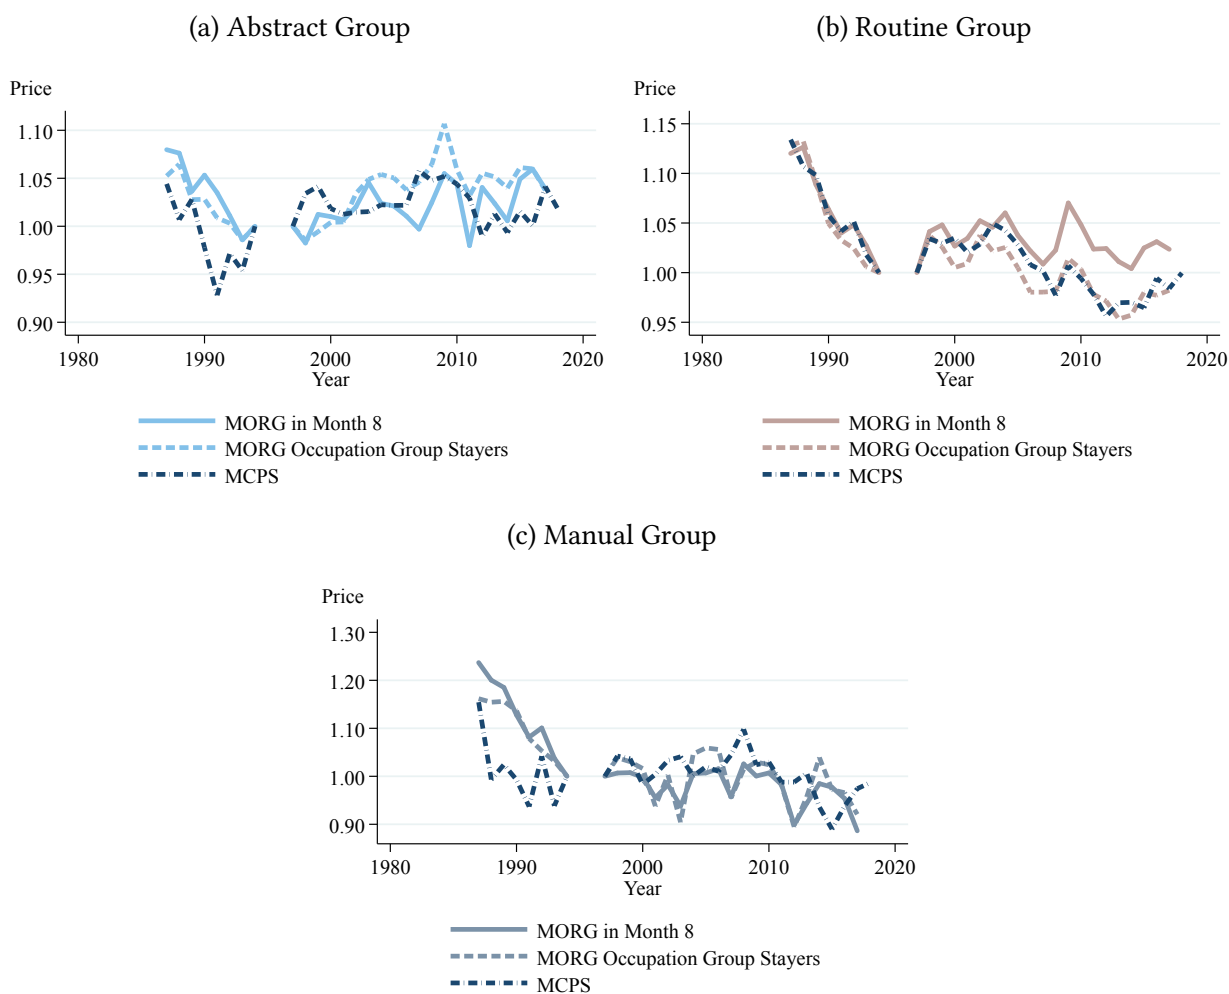 (a) Abstract Group
Price
1.10
1.05
1.00
0.95
0.90
1980 1990 2000 2010 2020
Year
MORG in Month 8
MORG Occupation Group Stayers
MCPS
(b) Routine Group
Price
1.15
1.10
1.05
1.00
0.95
1980 1990 2000 2010 2020
Year
MORG in Month 8
MORG Occupation Group Stayers
MCPS
(c) Manual Group
Price
1.30
1.20
1.10
1.00
0.90
1980 1990 2000 2010 2020
Year
MORG in Month 8
MORG Occupation Group Stayers
MCPS